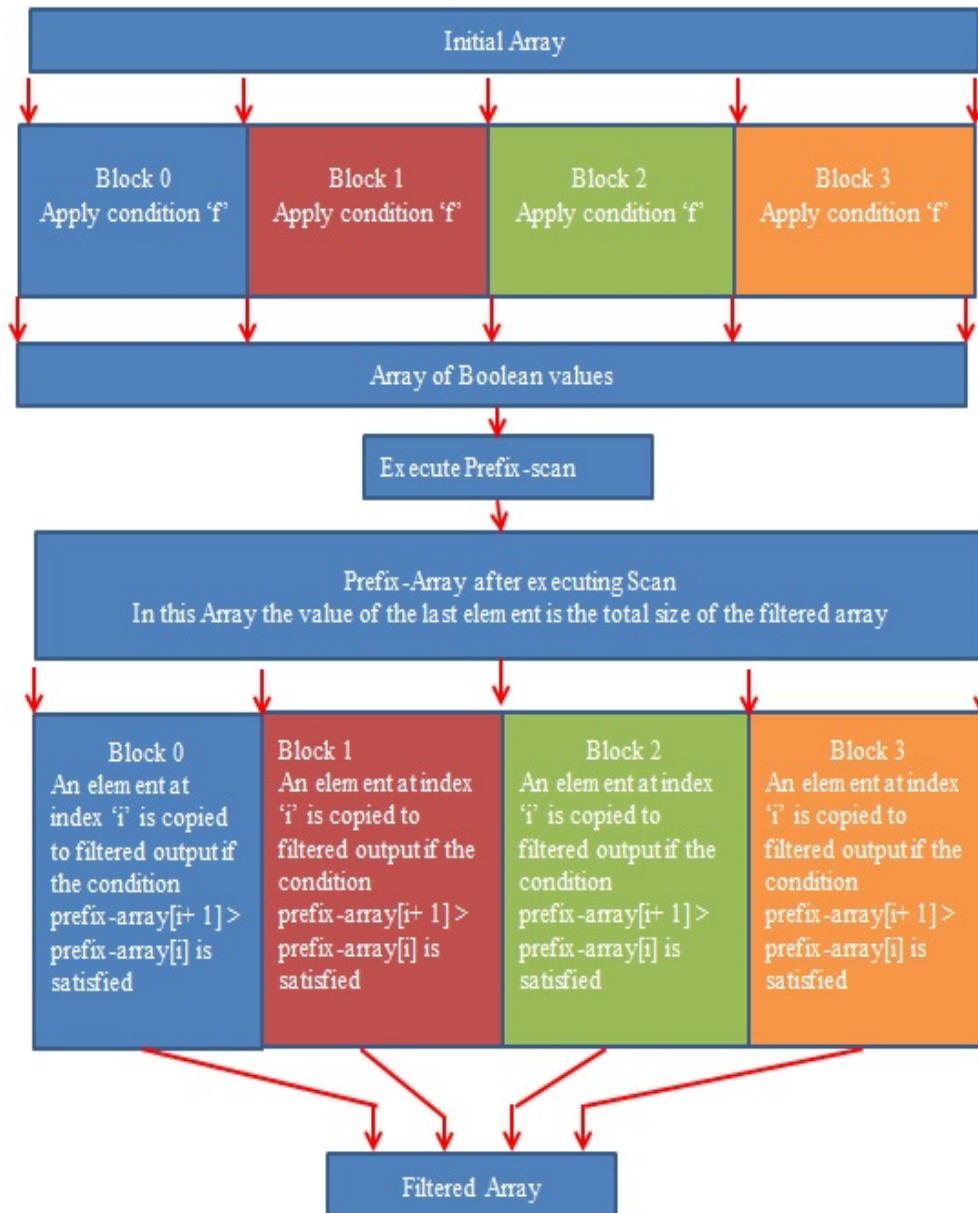 Initial Array
Block 0
Apply condition ‘f’
Block 1
Apply condition ‘f’
Block 2
Apply condition ‘f’
Block 3
Apply condition ‘f’
Array of Boolean values
Execute Prefix-scan
Prefix-Array after executing Scan
In this Array the value of the last element is the total size of the filtered array
Block 0
An element at
index ‘i’ is copied
to filtered output if
the condition
prefix-array[i+ 1] >
prefix-array[i] is
satisfied
Block 1
An element at index
‘i’ is copied to
filtered output if the
condition
prefix-array[i+ 1] >
prefix-array[i] is
satisfied
Block 2
An element at index
‘i’ is copied to
filtered output if the
condition
prefix-array[i+ 1] >
prefix-array[i] is
satisfied
Block 3
An element at index
‘i’ is copied to
filtered output if the
condition
prefix-array[i+ 1] >
prefix-array[i] is
satisfied
Filtered Array